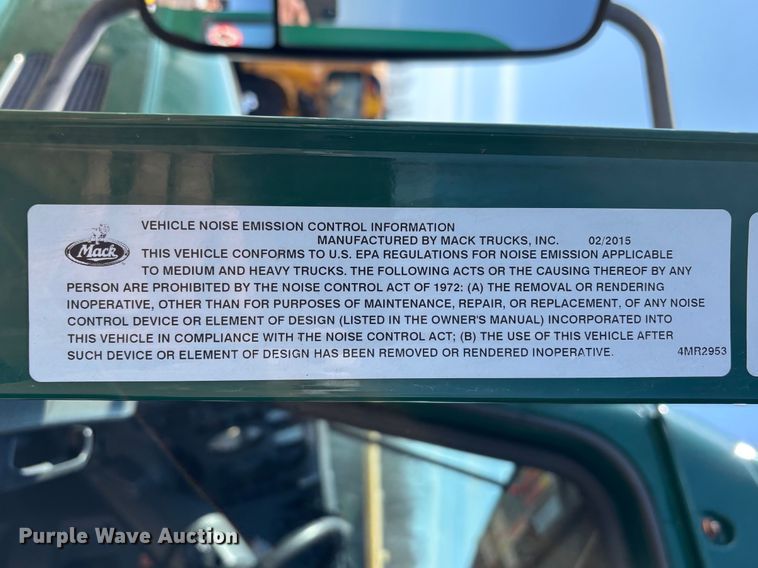 VEHICLE NOISE EMISSION CONTROL INFORMATION
MANUFACTURED BY MACK TRUCKS, INC. 02/2015
Mack
THIS VEHICLE CONFORMS TO U.S. EPA REGULATIONS FOR NOISE EMISSION APPLICABLE
TO MEDIUM AND HEAVY TRUCKS. THE FOLLOWING ACTS OR THE CAUSING THEREOF BY ANY
PERSON ARE PROHIBITED BY THE NOISE CONTROL ACT OF 1972: (A) THE REMOVAL OR RENDERING
INOPERATIVE, OTHER THAN FOR PURPOSES OF MAINTENANCE, REPAIR, OR REPLACEMENT, OF ANY NOISE
CONTROL DEVICE OR ELEMENT OF DESIGN (LISTED IN THE OWNER'S MANUAL) INCORPORATED INTO
THIS VEHICLE IN COMPLIANCE WITH THE NOISE CONTROL ACT; (B) THE USE OF THIS VEHICLE AFTER
SUCH DEVICE OR ELEMENT OF DESIGN HAS BEEN REMOVED OR RENDERED INOPERATIVE. 4MR2953
Purple Wave Auction